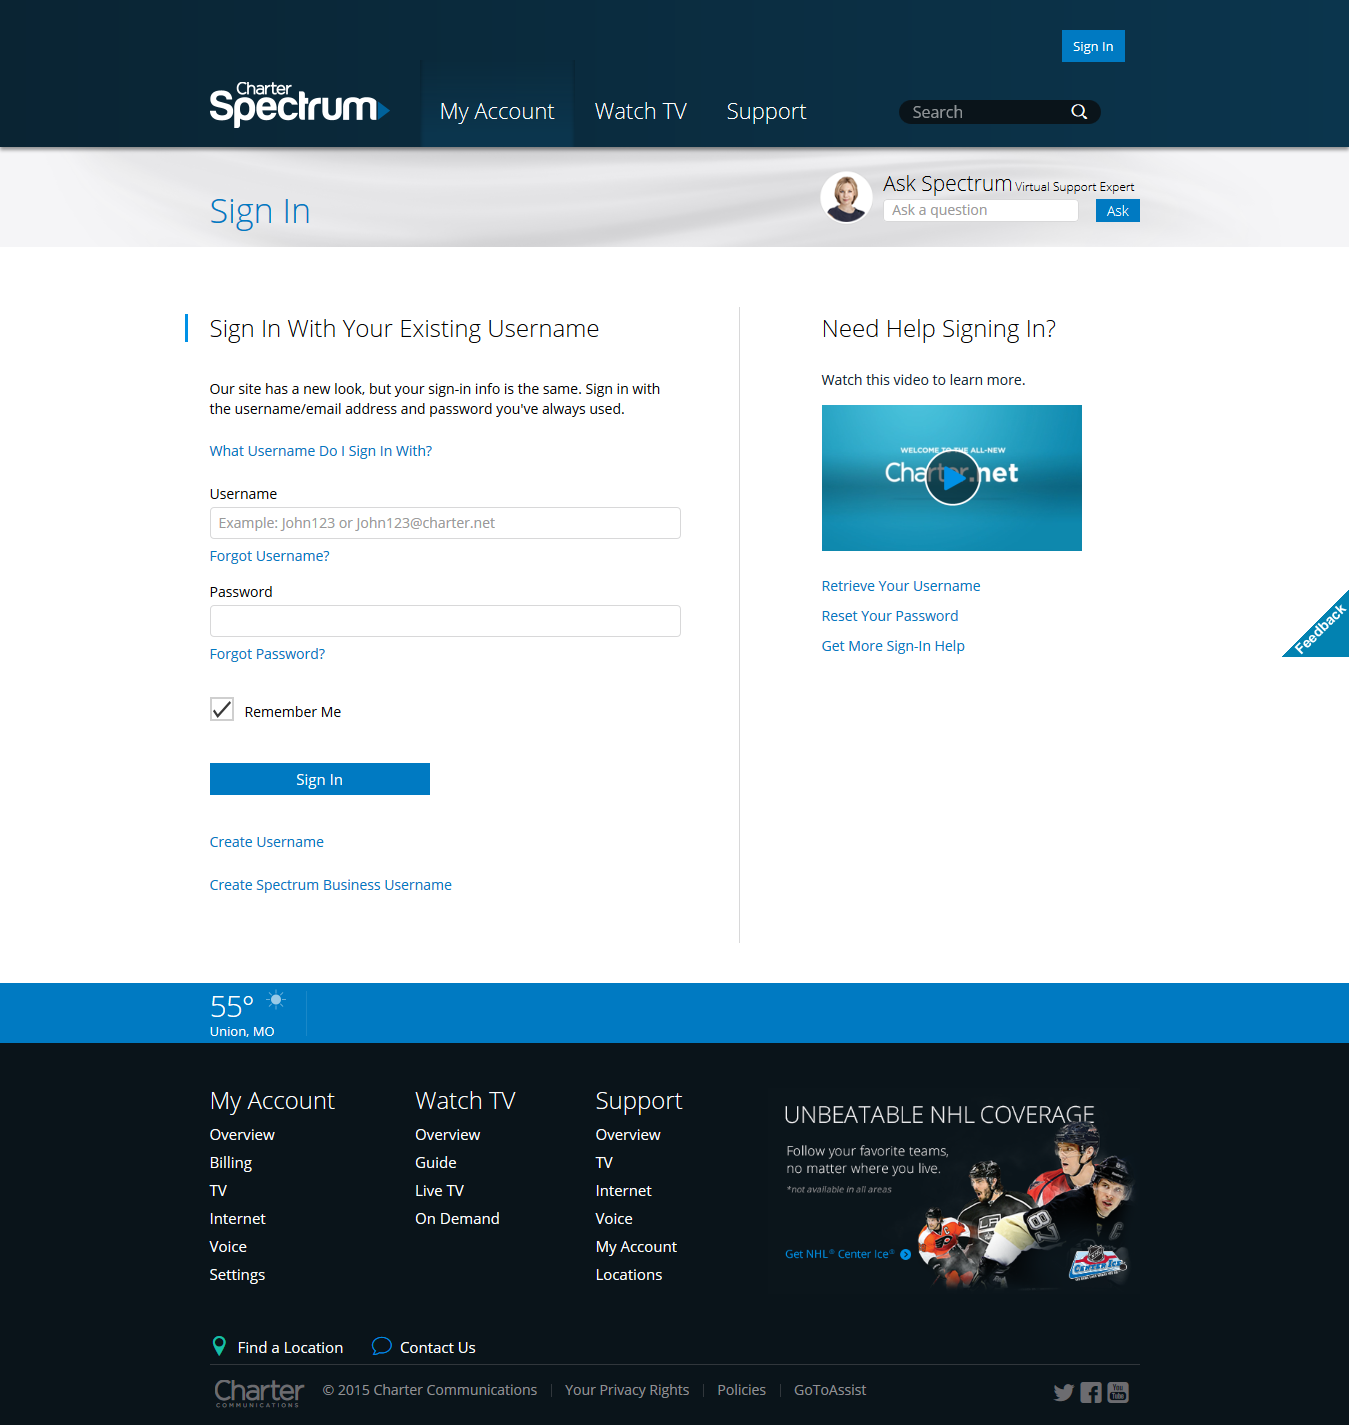 Sign In
Charter
Spectrum
My Account
Watch TV
Support
Search
Sign In
Ask Spectrum Virtual Support Expert
Ask a question
Ask
Sign In With Your Existing Username
Our site has a new look, but your sign-in info is the same. Sign in with
the username/email address and password you've always used.
What Username Do I Sign In With?
Username
Example: John123 or John123@charter.net
Forgot Username?
Password
Forgot Password?
Remember Me
Sign In
Create Username
Create Spectrum Business Username
Need Help Signing In?
Watch this video to learn more.
WELCOME TO THE ALL-NEW
Charter.net
Retrieve Your Username
Reset Your Password
Get More Sign-In Help
Feedback
55°
Union, MO
My Account
Overview
Billing
TV
Internet
Voice
Settings
Watch TV
Overview
Guide
Live TV
On Demand
Support
Overview
TV
Internet
Voice
My Account
Locations
UNBEATABLE NHL COVERAGE
Follow your favorite teams,
no matter where you live.
*not available in all areas
Get NHL® Center Ice®
87
CENTER ICE
Find a Location
Contact Us
Charter
COMMUNICATIONS
© 2015 Charter Communications
Your Privacy Rights
Policies
GoToAssist
You
Tube